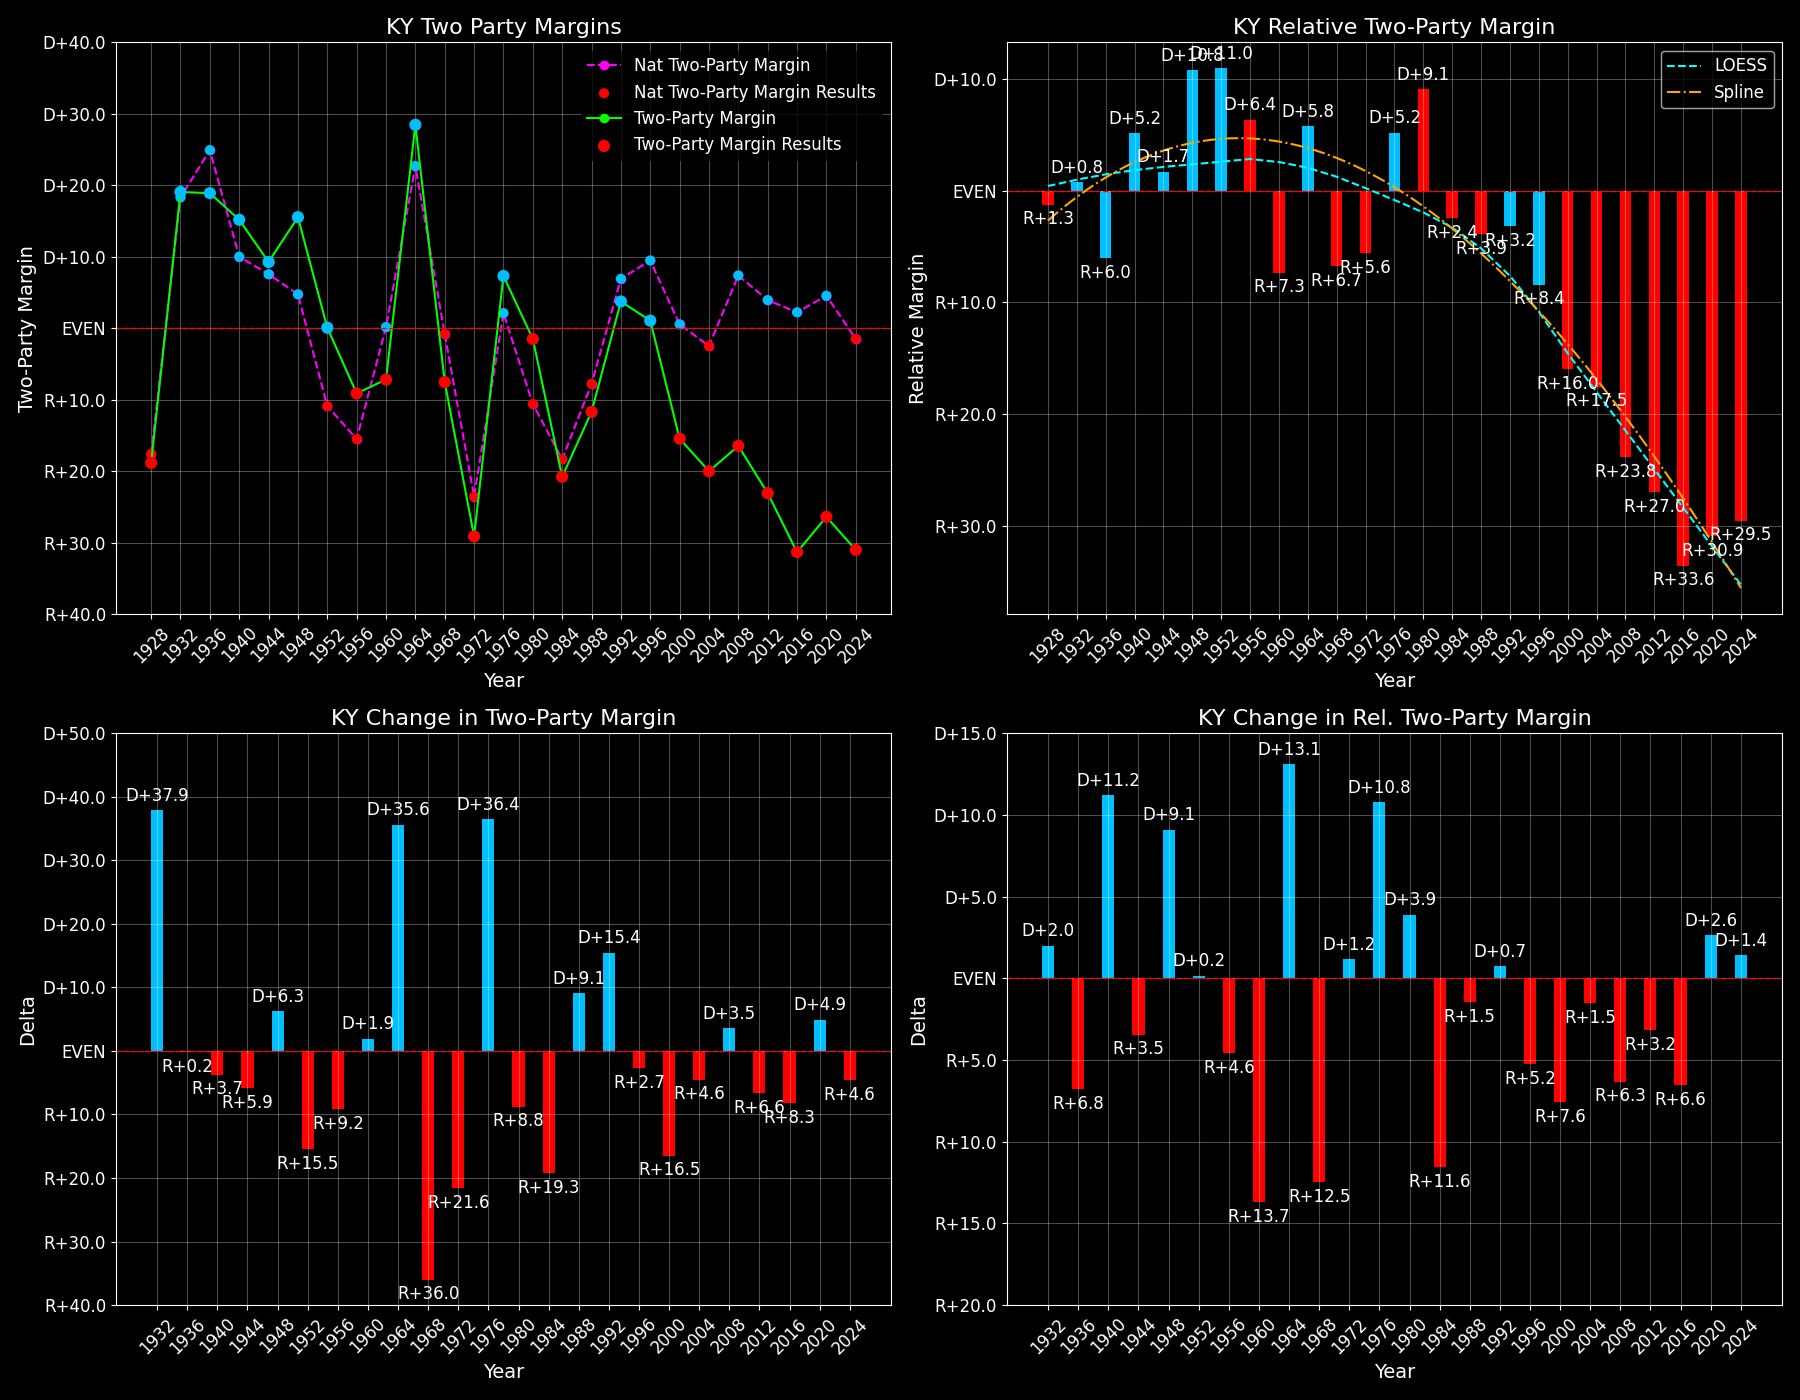 KY Two Party Margins
D+40.0
D+30.0
D+20.0
D+10.0
EVEN
R+10.0
R+20.0
R+30.0
R+40.0
Two-Party Margin
Nat Two-Party Margin
Nat Two-Party Margin Results
Two-Party Margin
Two-Party Margin Results
1928 1932 1936 1940 1944 1948 1952 1956 1960 1964 1968 1972 1976 1980 1984 1988 1992 1996 2000 2004 2008 2012 2016 2020 2024
Year
KY Relative Two-Party Margin
D+10.0
EVEN
R+10.0
R+20.0
R+30.0
Relative Margin
LOESS
Spline
R+1.3
D+0.8
R+6.0
D+5.2
D+1.7
D+10.8
D+11.0
D+6.4
R+7.3
D+5.8
R+6.7
R+5.6
D+5.2
D+9.1
R+2.4
R+3.9
R+3.2
R+8.4
R+16.0
R+17.5
R+23.8
R+27.0
R+33.6
R+30.9
R+29.5
1928 1932 1936 1940 1944 1948 1952 1956 1960 1964 1968 1972 1976 1980 1984 1988 1992 1996 2000 2004 2008 2012 2016 2020 2024
Year
KY Change in Two-Party Margin
D+50.0
D+40.0
D+30.0
D+20.0
D+10.0
EVEN
R+10.0
R+20.0
R+30.0
R+40.0
Delta
D+37.9
R+0.2
R+3.7
R+5.9
D+6.3
R+15.5
R+9.2
D+1.9
D+35.6
R+36.0
R+21.6
D+36.4
R+8.8
R+19.3
D+9.1
D+15.4
R+2.7
R+16.5
R+4.6
D+3.5
R+6.6
R+8.3
D+4.9
R+4.6
1932 1936 1940 1944 1948 1952 1956 1960 1964 1968 1972 1976 1980 1984 1988 1992 1996 2000 2004 2008 2012 2016 2020 2024
Year
KY Change in Rel. Two-Party Margin
D+15.0
D+10.0
D+5.0
EVEN
R+5.0
R+10.0
R+15.0
R+20.0
Delta
D+2.0
R+6.8
D+11.2
R+3.5
D+9.1
D+0.2
R+4.6
R+13.7
D+13.1
R+12.5
D+1.2
D+10.8
D+3.9
R+11.6
R+1.5
D+0.7
R+5.2
R+7.6
R+1.5
R+6.3
R+3.2
R+6.6
D+2.6
D+1.4
1932 1936 1940 1944 1948 1952 1956 1960 1964 1968 1972 1976 1980 1984 1988 1992 1996 2000 2004 2008 2012 2016 2020 2024
Year